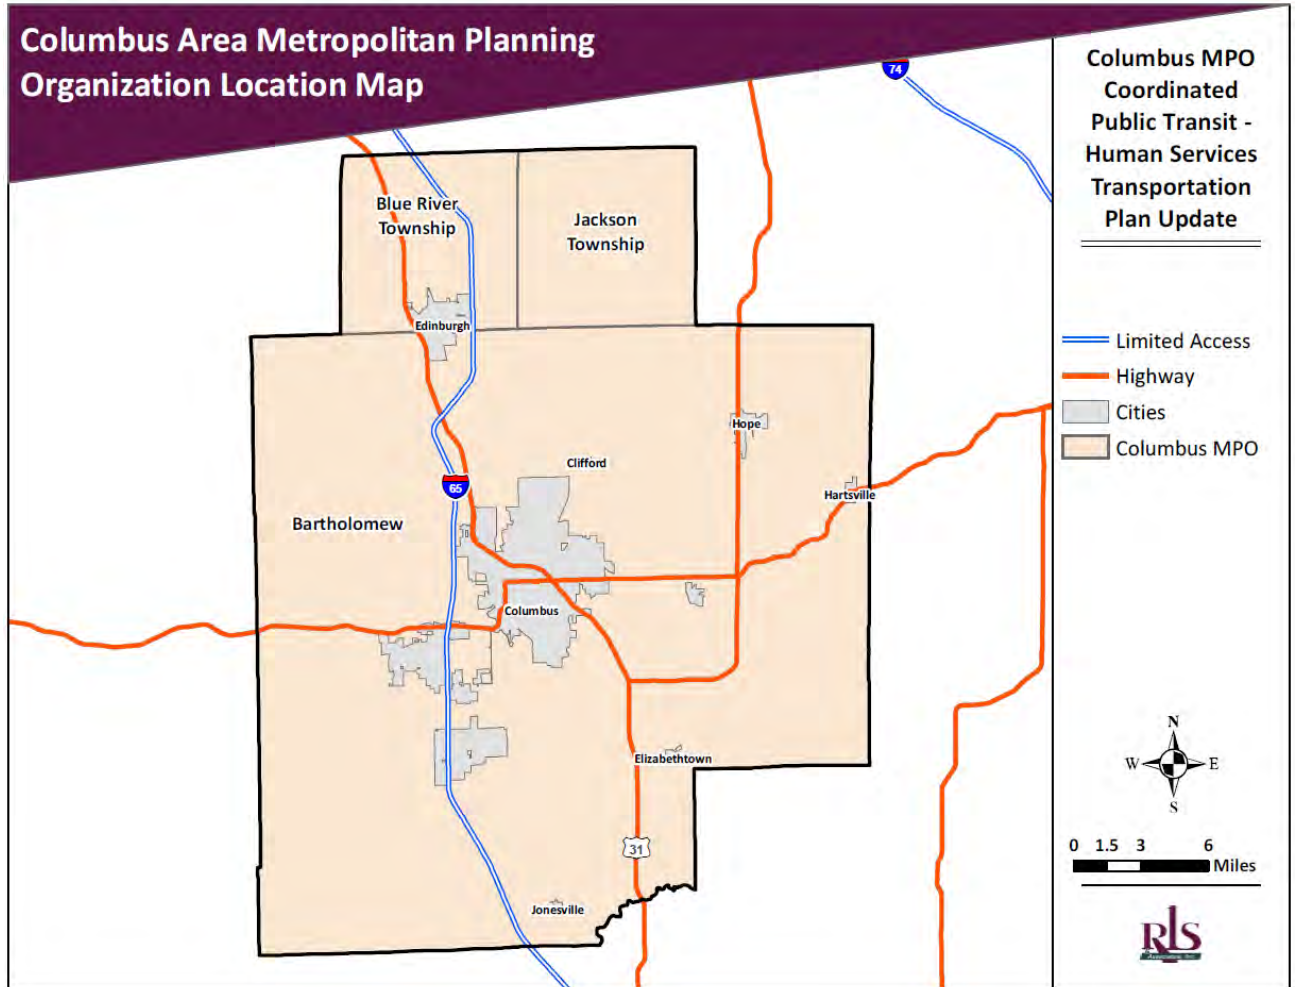 Columbus Area Metropolitan Planning
Organization Location Map
74
Columbus MPO
Coordinated
Public Transit -
Human Services
Transportation
Plan Update
Blue River
Township
Jackson
Township
Edinburgh
Limited Access
Highway
Cities
Columbus MPO
Hope
Clifford
65
Hartsville
Bartholomew
Columbus
Elizabethtown
31
Jonesville
N
W E
S
0 1.5 3 6
Miles
RLS
Associates, Inc.